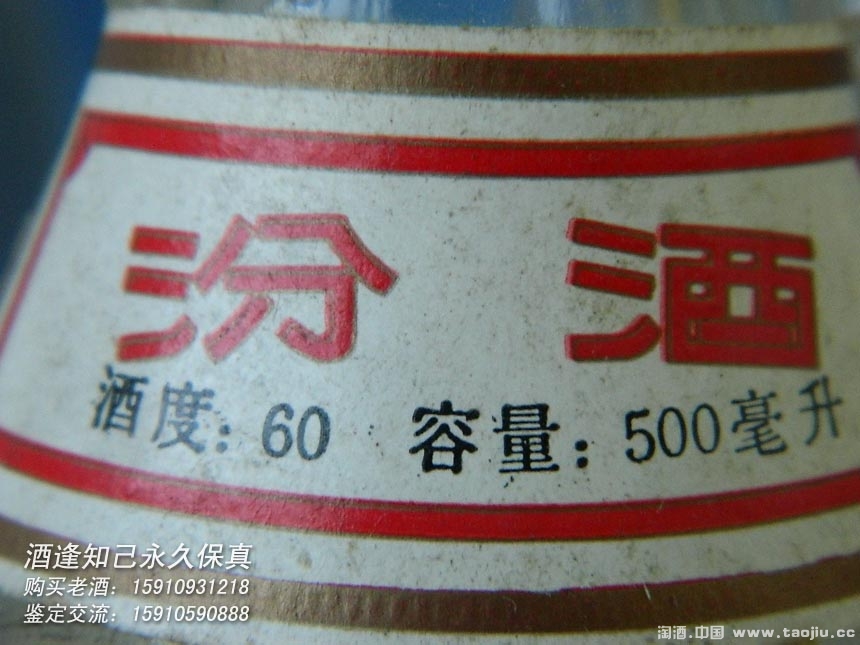 汾酒
酒度：60 容量：500毫升
酒逢知己永久保真
购买老酒：15910931218
鉴定交流：15910590888
淘酒.中国 www.taojiu.cc